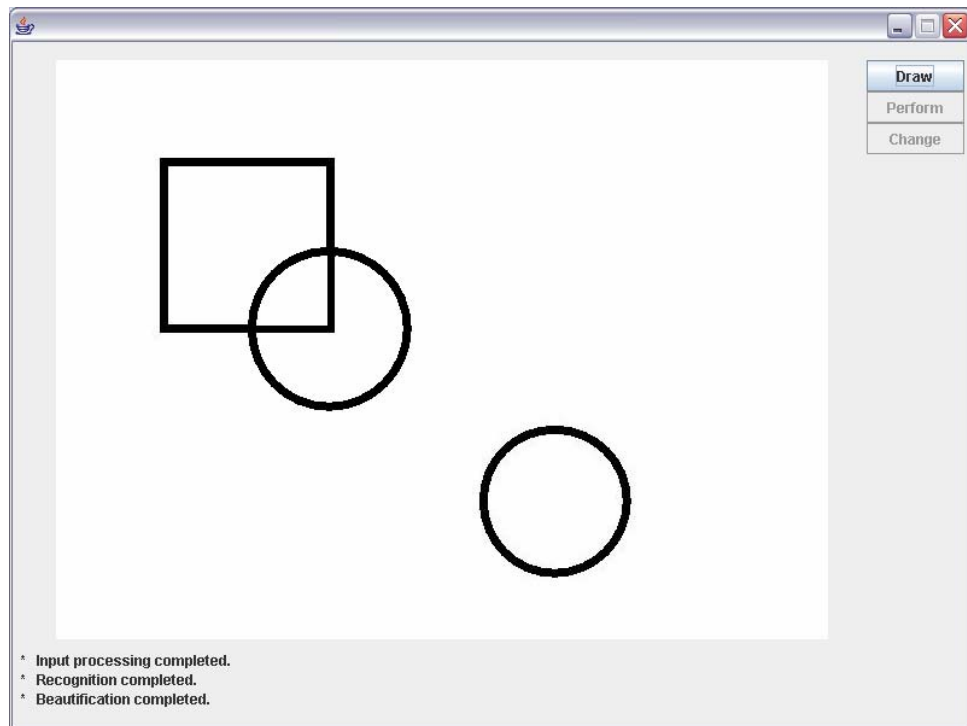 Draw
Perform
Change
* Input processing completed.
* Recognition completed.
* Beautification completed.